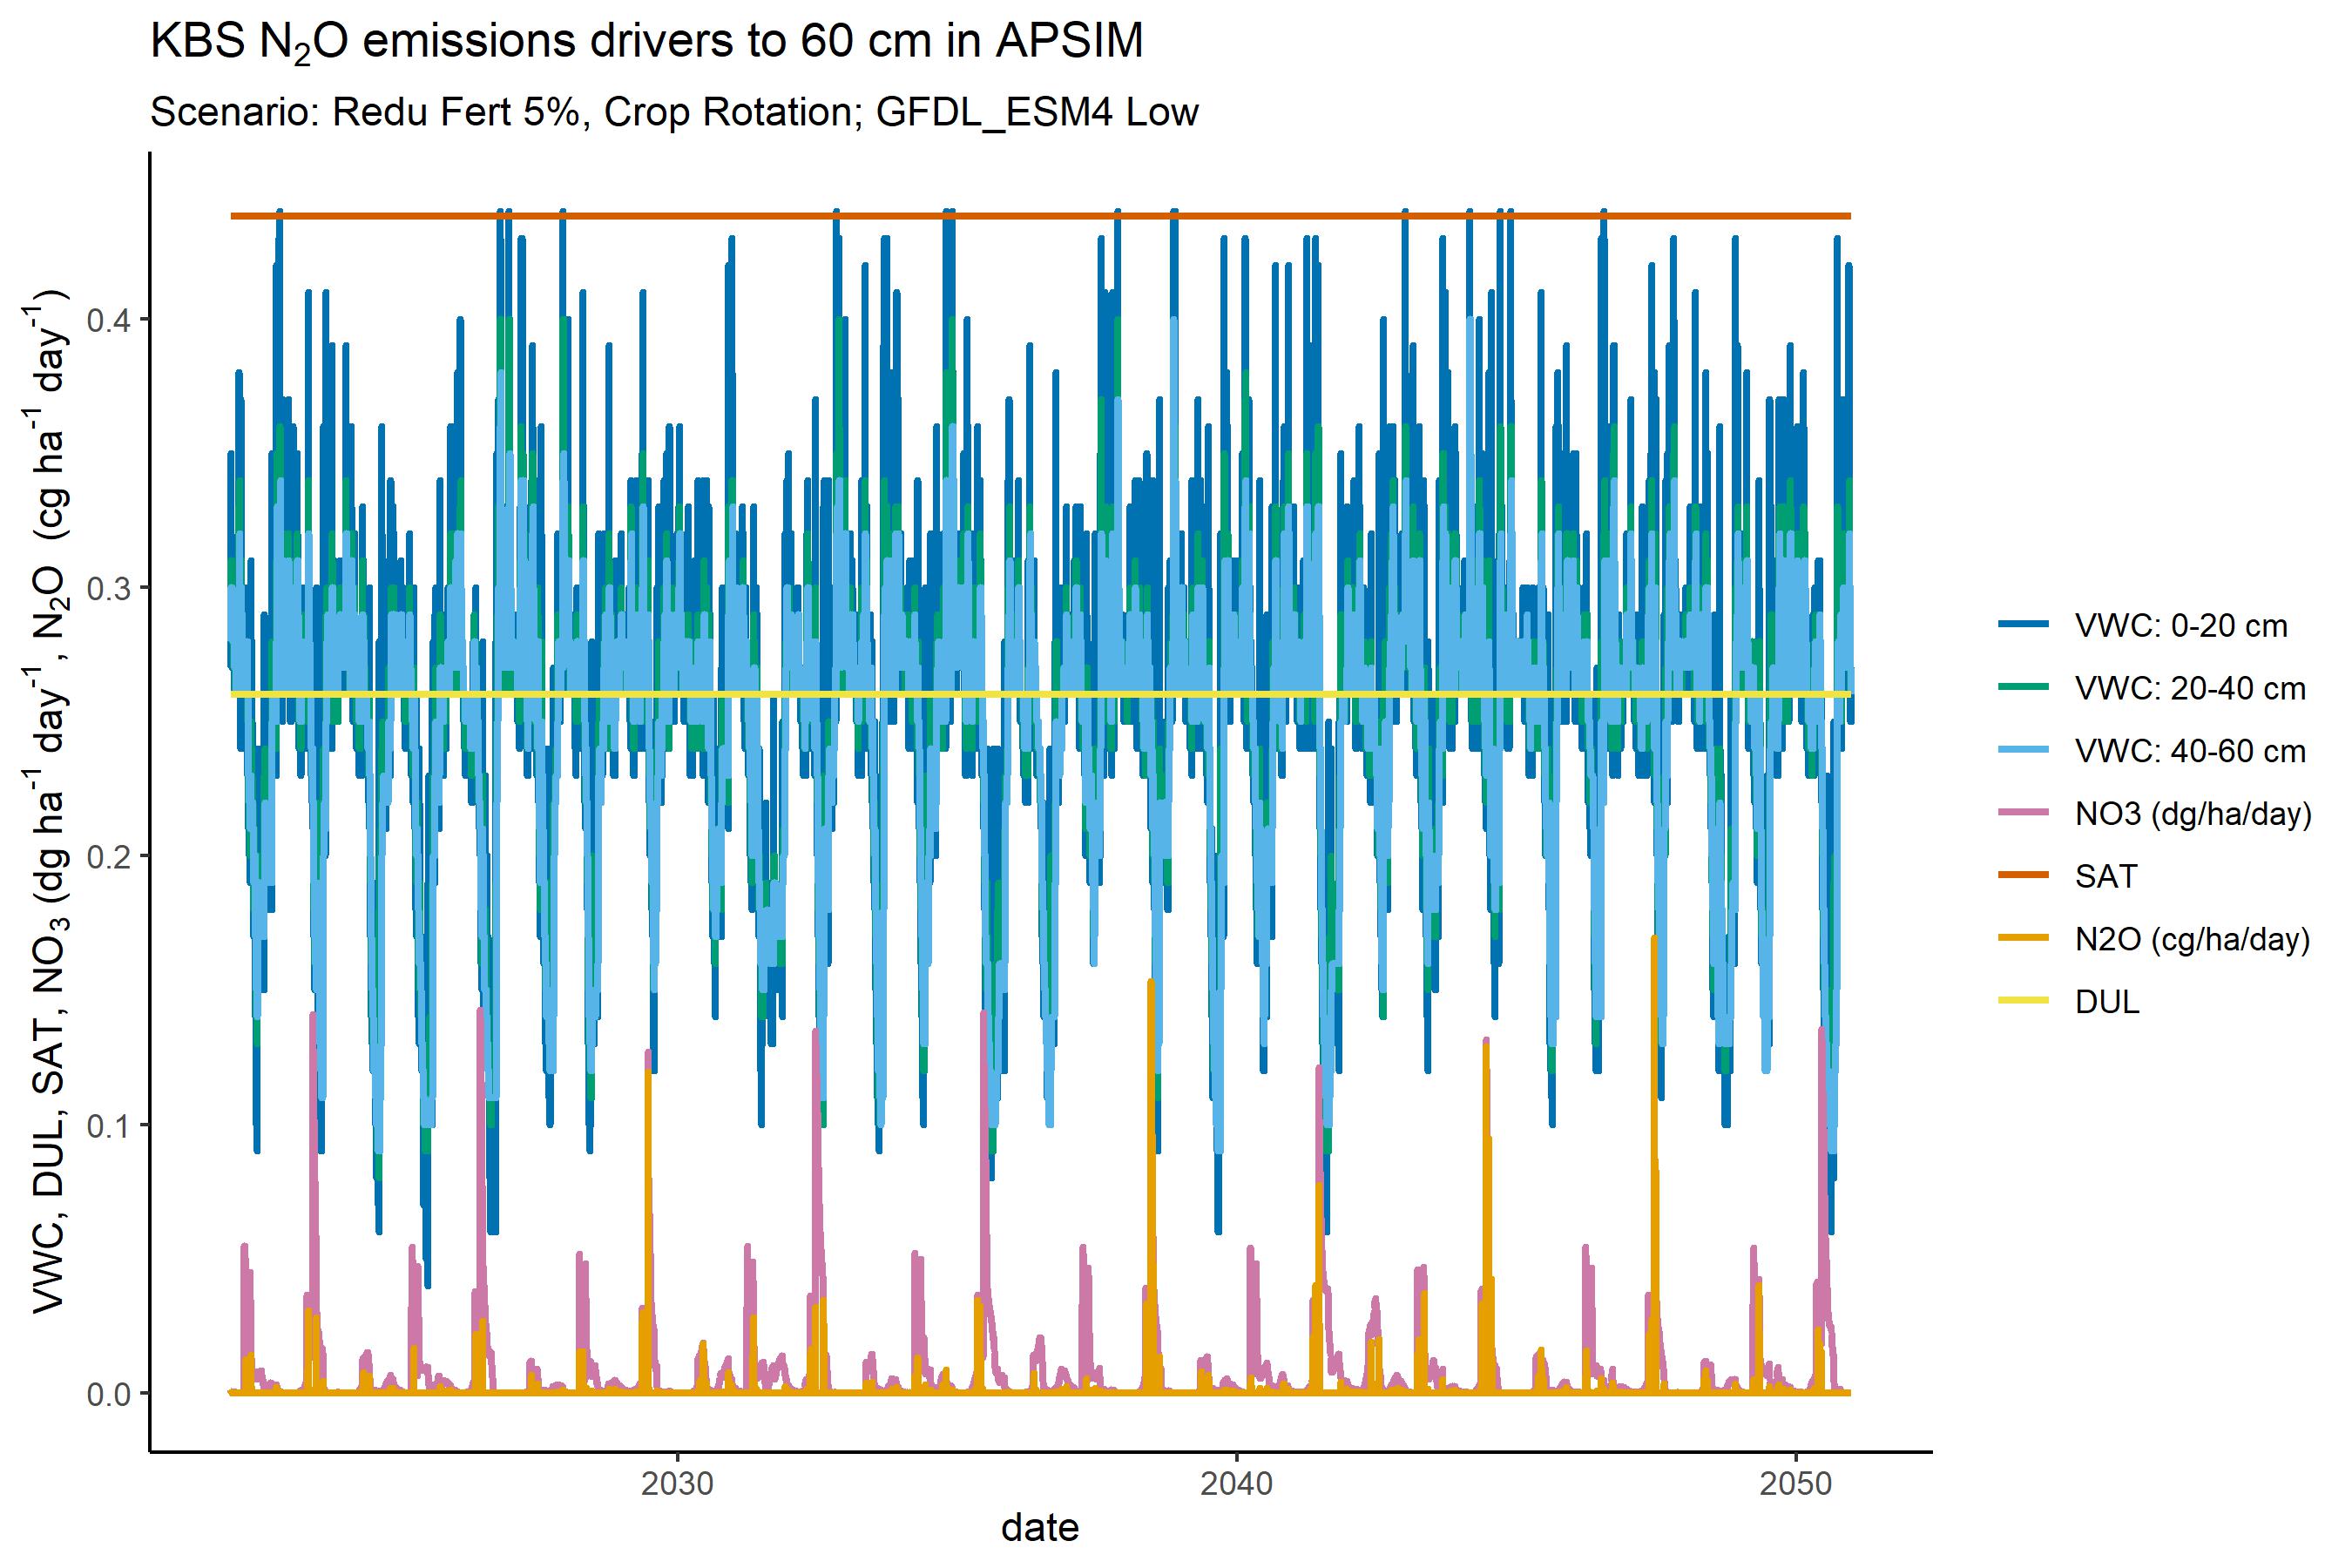 KBS N₂O emissions drivers to 60 cm in APSIM
Scenario: Redu Fert 5%, Crop Rotation; GFDL_ESM4 Low
VWC, DUL, SAT, NO₃ (dg ha⁻¹ day⁻¹, N₂O (cg ha⁻¹ day⁻¹)
0.4
0.3
0.2
0.1
0.0
2030
2040
2050
date
VWC: 0-20 cm
VWC: 20-40 cm
VWC: 40-60 cm
NO3 (dg/ha/day)
SAT
N2O (cg/ha/day)
DUL